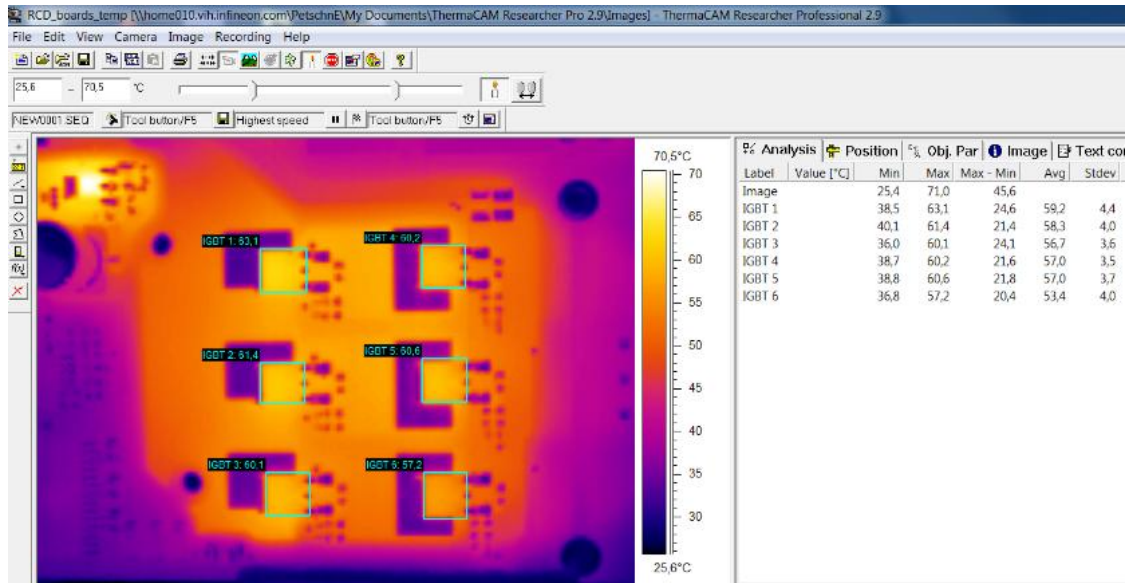 RCD_boards_temp [\\home010.vih.infineon.com\PetschnE\My Documents\ThermaCAM Researcher Pro 2.9\Images] - ThermaCAM Researcher Professional 2.9
File Edit View Camera Image Recording Help
25,6 - 70,5 °C
NEW0001.SEQ Tool button/F5 Highest speed Tool button/F5
70,5°C
70
65
60
55
50
45
40
35
30
25,6°C
IGBT 1: 63,1
IGBT 4: 60,2
IGBT 2: 61,4
IGBT 5: 60,6
IGBT 3: 60,1
IGBT 6: 57,2
Analysis Position Obj. Par Image Text co
Label Value [°C] Min Max Max - Min Avg Stdev
Image 25,4 71,0 45,6
IGBT 1 38,5 63,1 24,6 59,2 4,4
IGBT 2 40,1 61,4 21,4 58,3 4,0
IGBT 3 36,0 60,1 24,1 56,7 3,6
IGBT 4 38,7 60,2 21,6 57,0 3,5
IGBT 5 38,8 60,6 21,8 57,0 3,7
IGBT 6 36,8 57,2 20,4 53,4 4,0